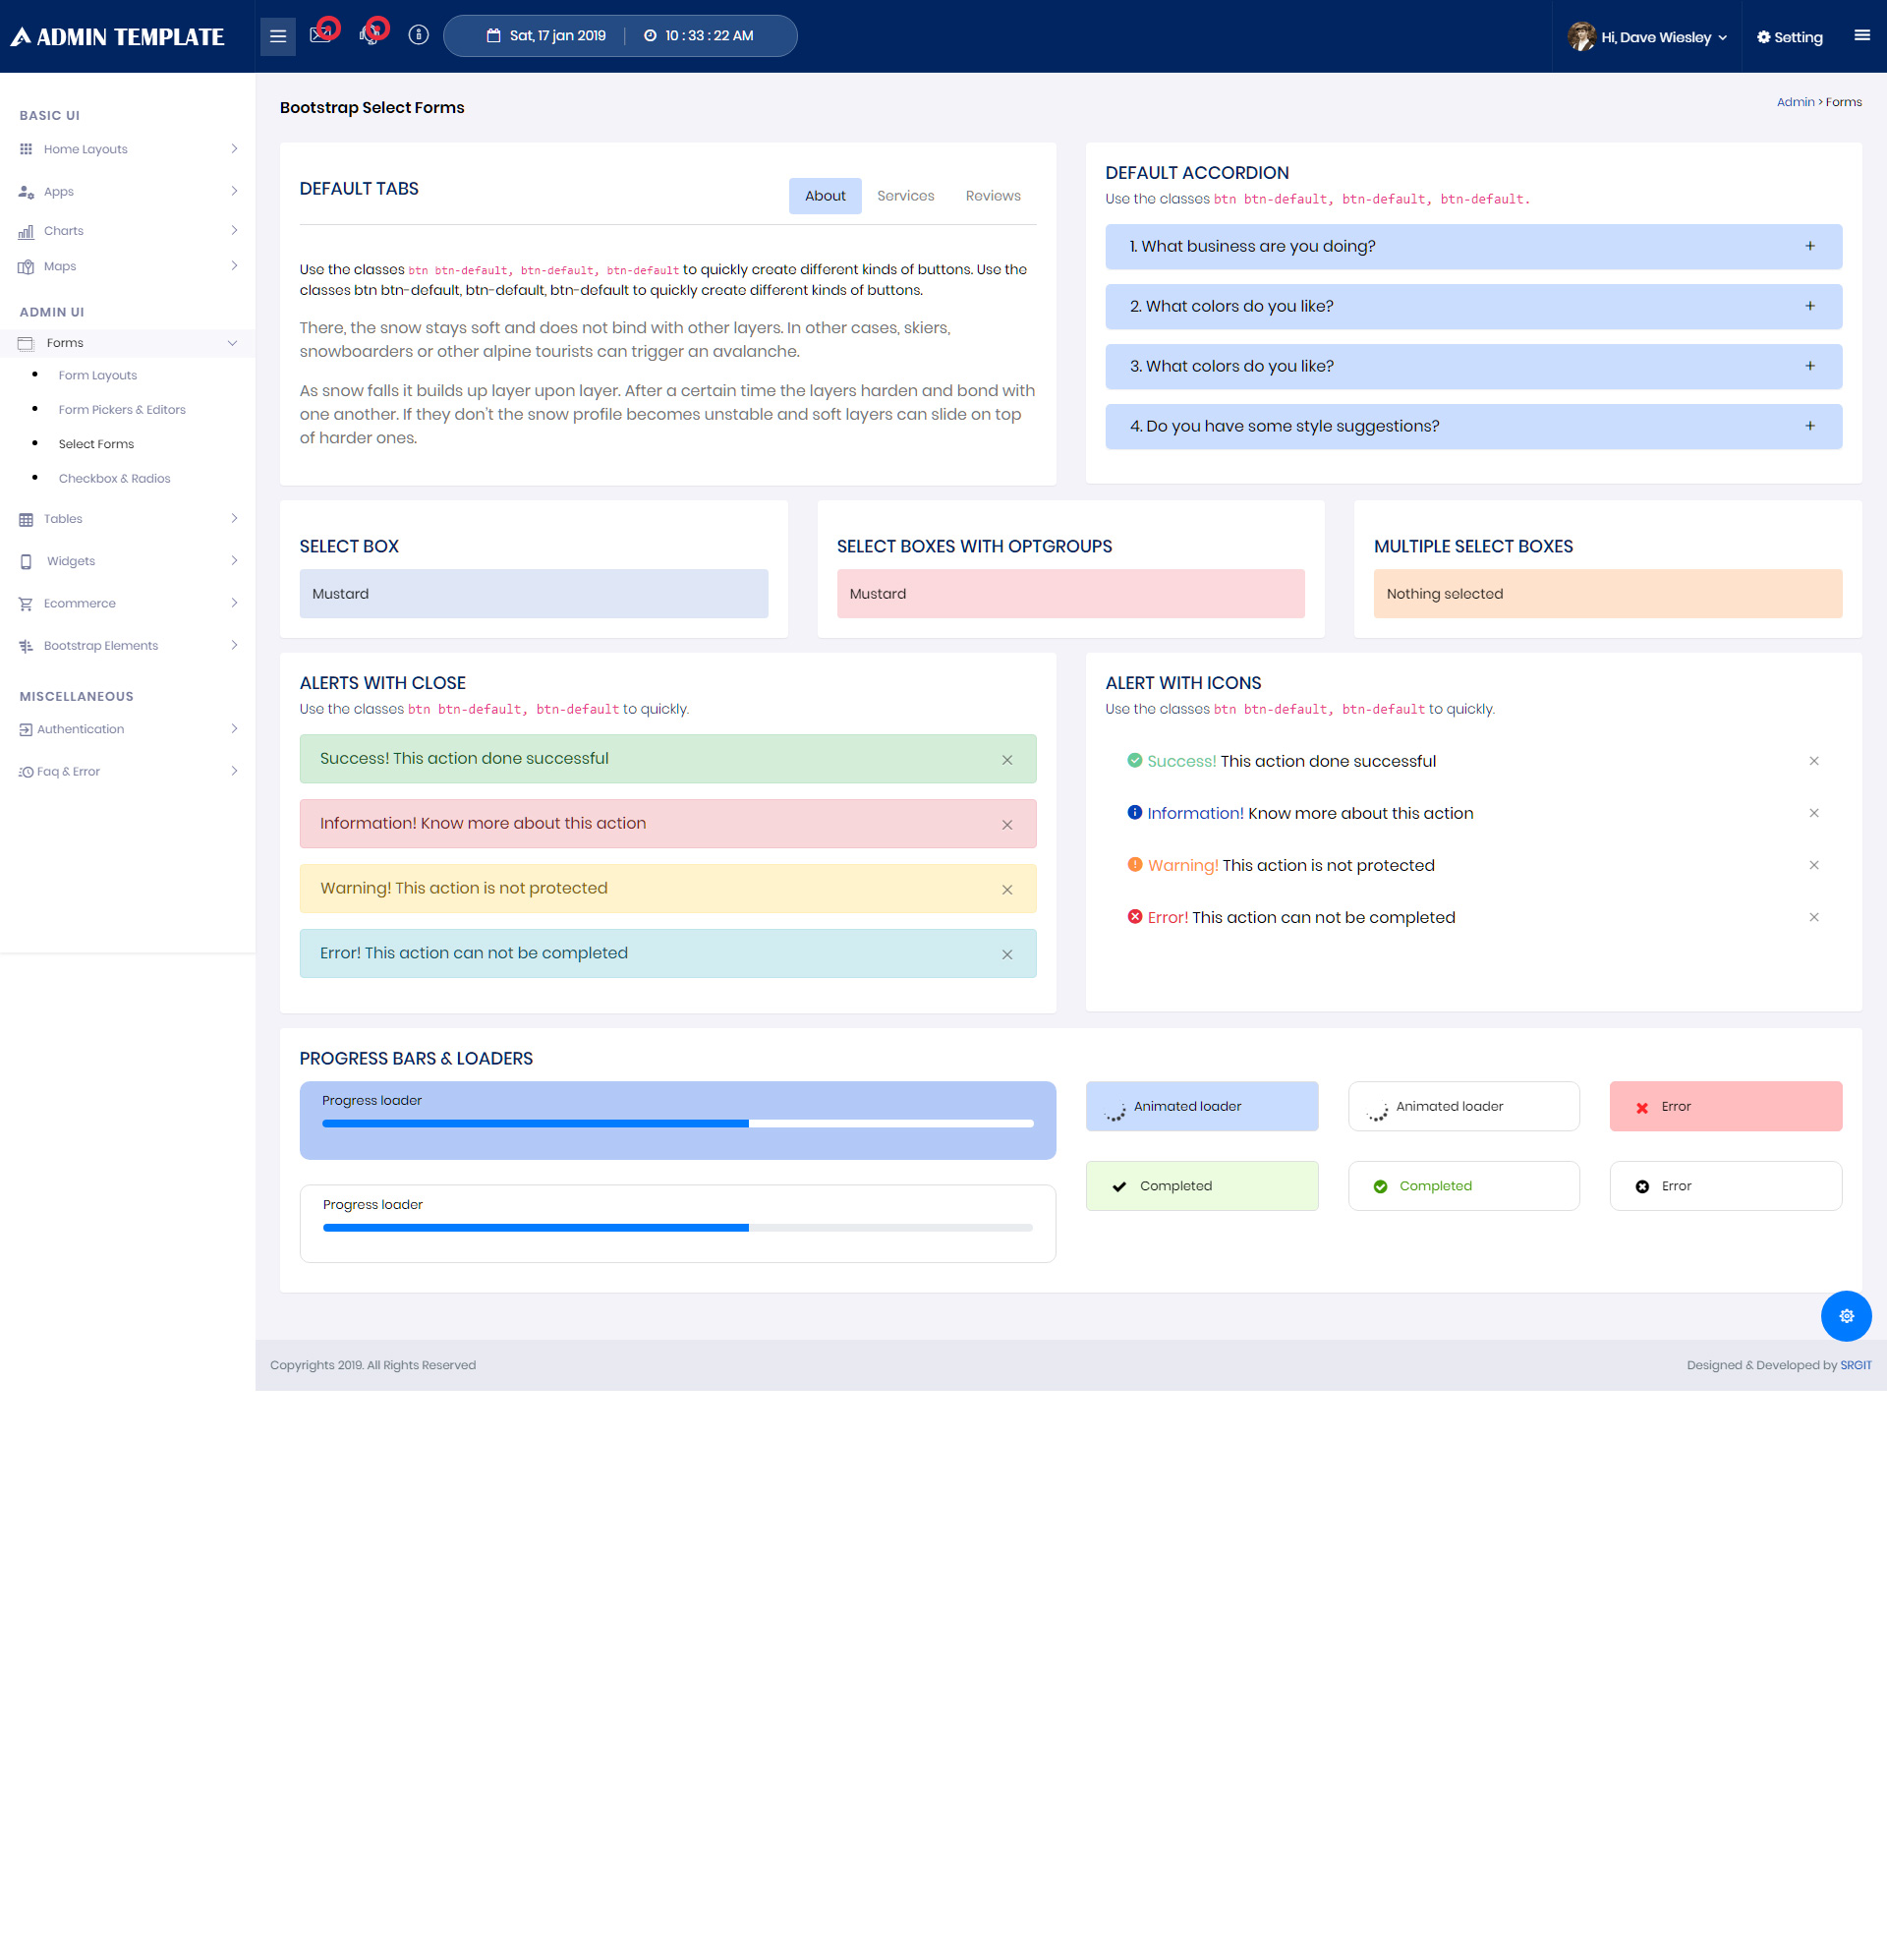 ADMIN TEMPLATE
Sat, 17 jan 2019
10 : 33 : 22 AM
Hi, Dave Wiesley
Setting
BASIC UI
Home Layouts
Apps
Charts
Maps
ADMIN UI
Forms
Form Layouts
Form Pickers & Editors
Select Forms
Checkbox & Radios
Tables
Widgets
Ecommerce
Bootstrap Elements
MISCELLANEOUS
Authentication
Faq & Error
Bootstrap Select Forms
Admin > Forms
DEFAULT TABS
About
Services
Reviews
Use the classes btn btn-default, btn-default, btn-default to quickly create different kinds of buttons. Use the
classes btn btn-default, btn-default, btn-default to quickly create different kinds of buttons.
There, the snow stays soft and does not bind with other layers. In other cases, skiers,
snowboarders or other alpine tourists can trigger an avalanche.
As snow falls it builds up layer upon layer. After a certain time the layers harden and bond with
one another. If they don't the snow profile becomes unstable and soft layers can slide on top
of harder ones.
DEFAULT ACCORDION
Use the classes btn btn-default, btn-default, btn-default.
1. What business are you doing? +
2. What colors do you like? +
3. What colors do you like? +
4. Do you have some style suggestions? +
SELECT BOX
Mustard
SELECT BOXES WITH OPTGROUPS
Mustard
MULTIPLE SELECT BOXES
Nothing selected
ALERTS WITH CLOSE
Use the classes btn btn-default, btn-default to quickly.
Success! This action done successful
Information! Know more about this action
Warning! This action is not protected
Error! This action can not be completed
ALERT WITH ICONS
Use the classes btn btn-default, btn-default to quickly.
Success! This action done successful
Information! Know more about this action
Warning! This action is not protected
Error! This action can not be completed
PROGRESS BARS & LOADERS
Progress loader
Progress loader
Animated loader
Animated loader
Error
Completed
Completed
Error
Copyrights 2019. All Rights Reserved
Designed & Developed by SRGIT